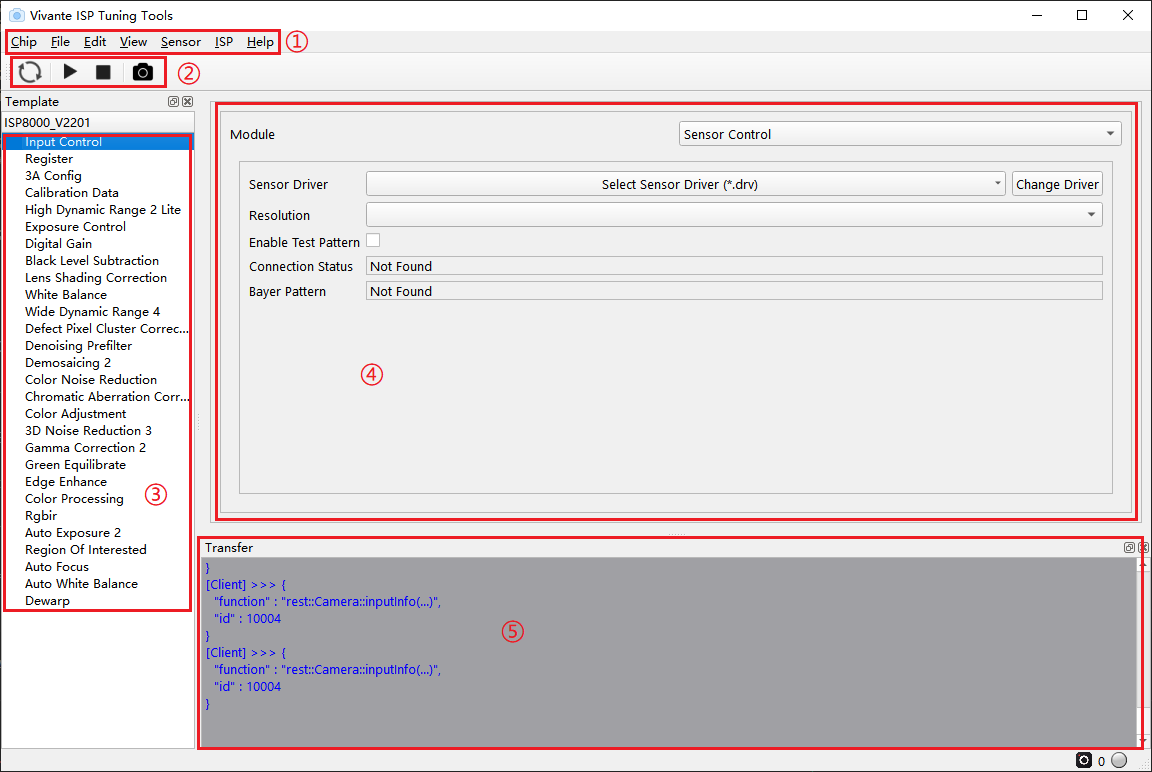 Vivante ISP Tuning Tools
Chip File Edit View Sensor ISP Help ①
②
Template
ISP8000_V2201
Input Control
Register
3A Config
Calibration Data
High Dynamic Range 2 Lite
Exposure Control
Digital Gain
Black Level Subtraction
Lens Shading Correction
White Balance
Wide Dynamic Range 4
Defect Pixel Cluster Correc...
Denoising Prefilter
Demosaicing 2
Color Noise Reduction
Chromatic Aberration Corr...
Color Adjustment
3D Noise Reduction 3
Gamma Correction 2
Green Equilibrate
Edge Enhance
Color Processing
③
Rgbir
Auto Exposure 2
Region Of Interested
Auto Focus
Auto White Balance
Dewarp
Module Sensor Control
Sensor Driver Select Sensor Driver (*.drv) Change Driver
Resolution
Enable Test Pattern
Connection Status Not Found
Bayer Pattern Not Found
④
Transfer
}
[Client] >>> {
"function" : "rest::Camera::inputInfo(...)",
"id" : 10004
}
[Client] >>> {
"function" : "rest::Camera::inputInfo(...)",
"id" : 10004
}
⑤
0